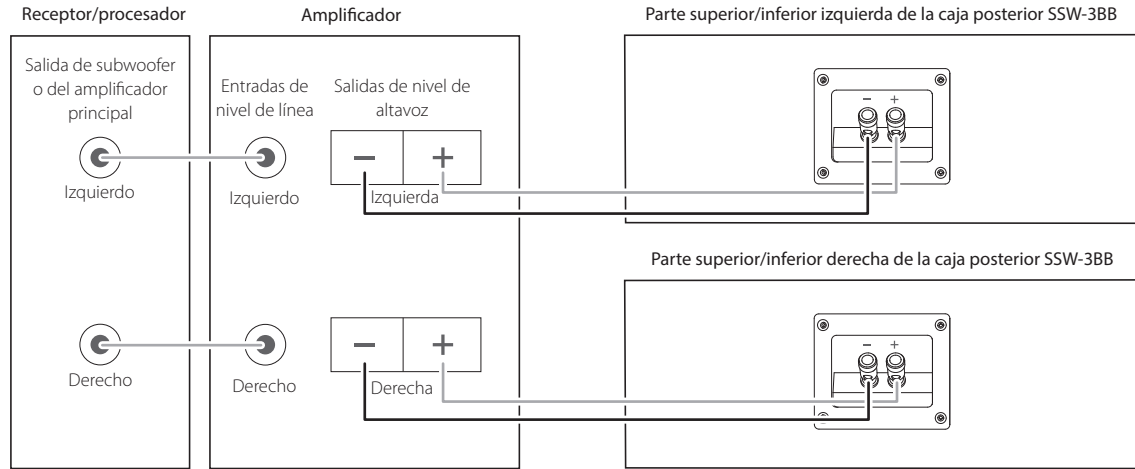 Receptor/procesador
Amplificador
Parte superior/inferior izquierda de la caja posterior SSW-3BB
Salida de subwoofer
o del amplificador
principal
Izquierdo
Entradas de
nivel de línea
Izquierdo
Salidas de nivel de
altavoz
− +
Izquierda
− +
Parte superior/inferior derecha de la caja posterior SSW-3BB
Derecho
Derecho
− +
Derecha
− +